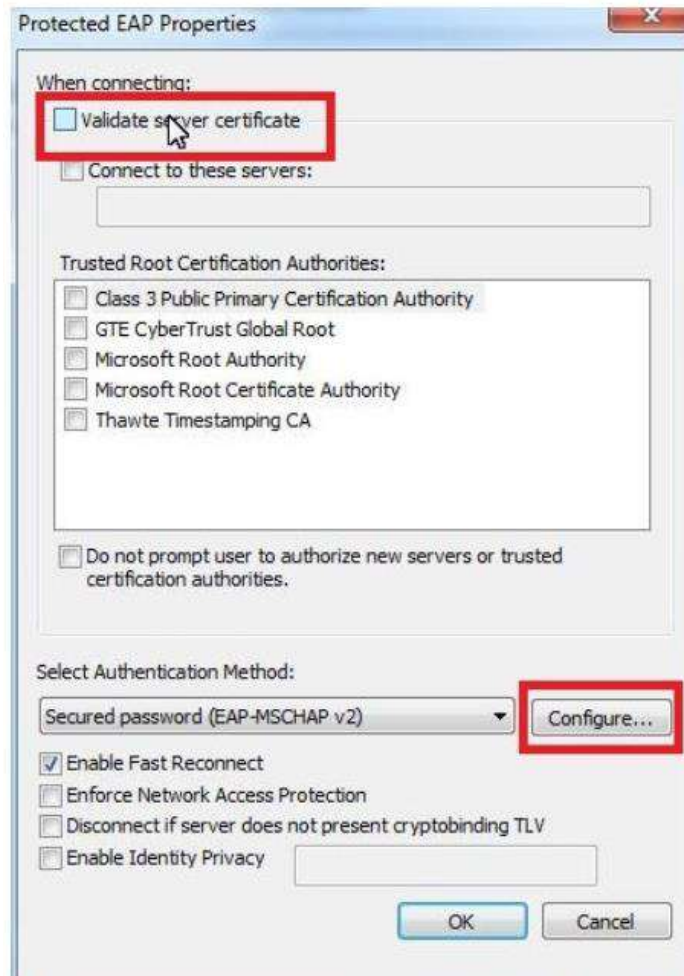 Protected EAP Properties
When connecting:
Validate server certificate
Connect to these servers:
Trusted Root Certification Authorities:
Class 3 Public Primary Certification Authority
GTE CyberTrust Global Root
Microsoft Root Authority
Microsoft Root Certificate Authority
Thawte Timestamping CA
Do not prompt user to authorize new servers or trusted
certification authorities.
Select Authentication Method:
Secured password (EAP-MSCHAP v2)
Configure...
Enable Fast Reconnect
Enforce Network Access Protection
Disconnect if server does not present cryptobinding TLV
Enable Identity Privacy
OK
Cancel